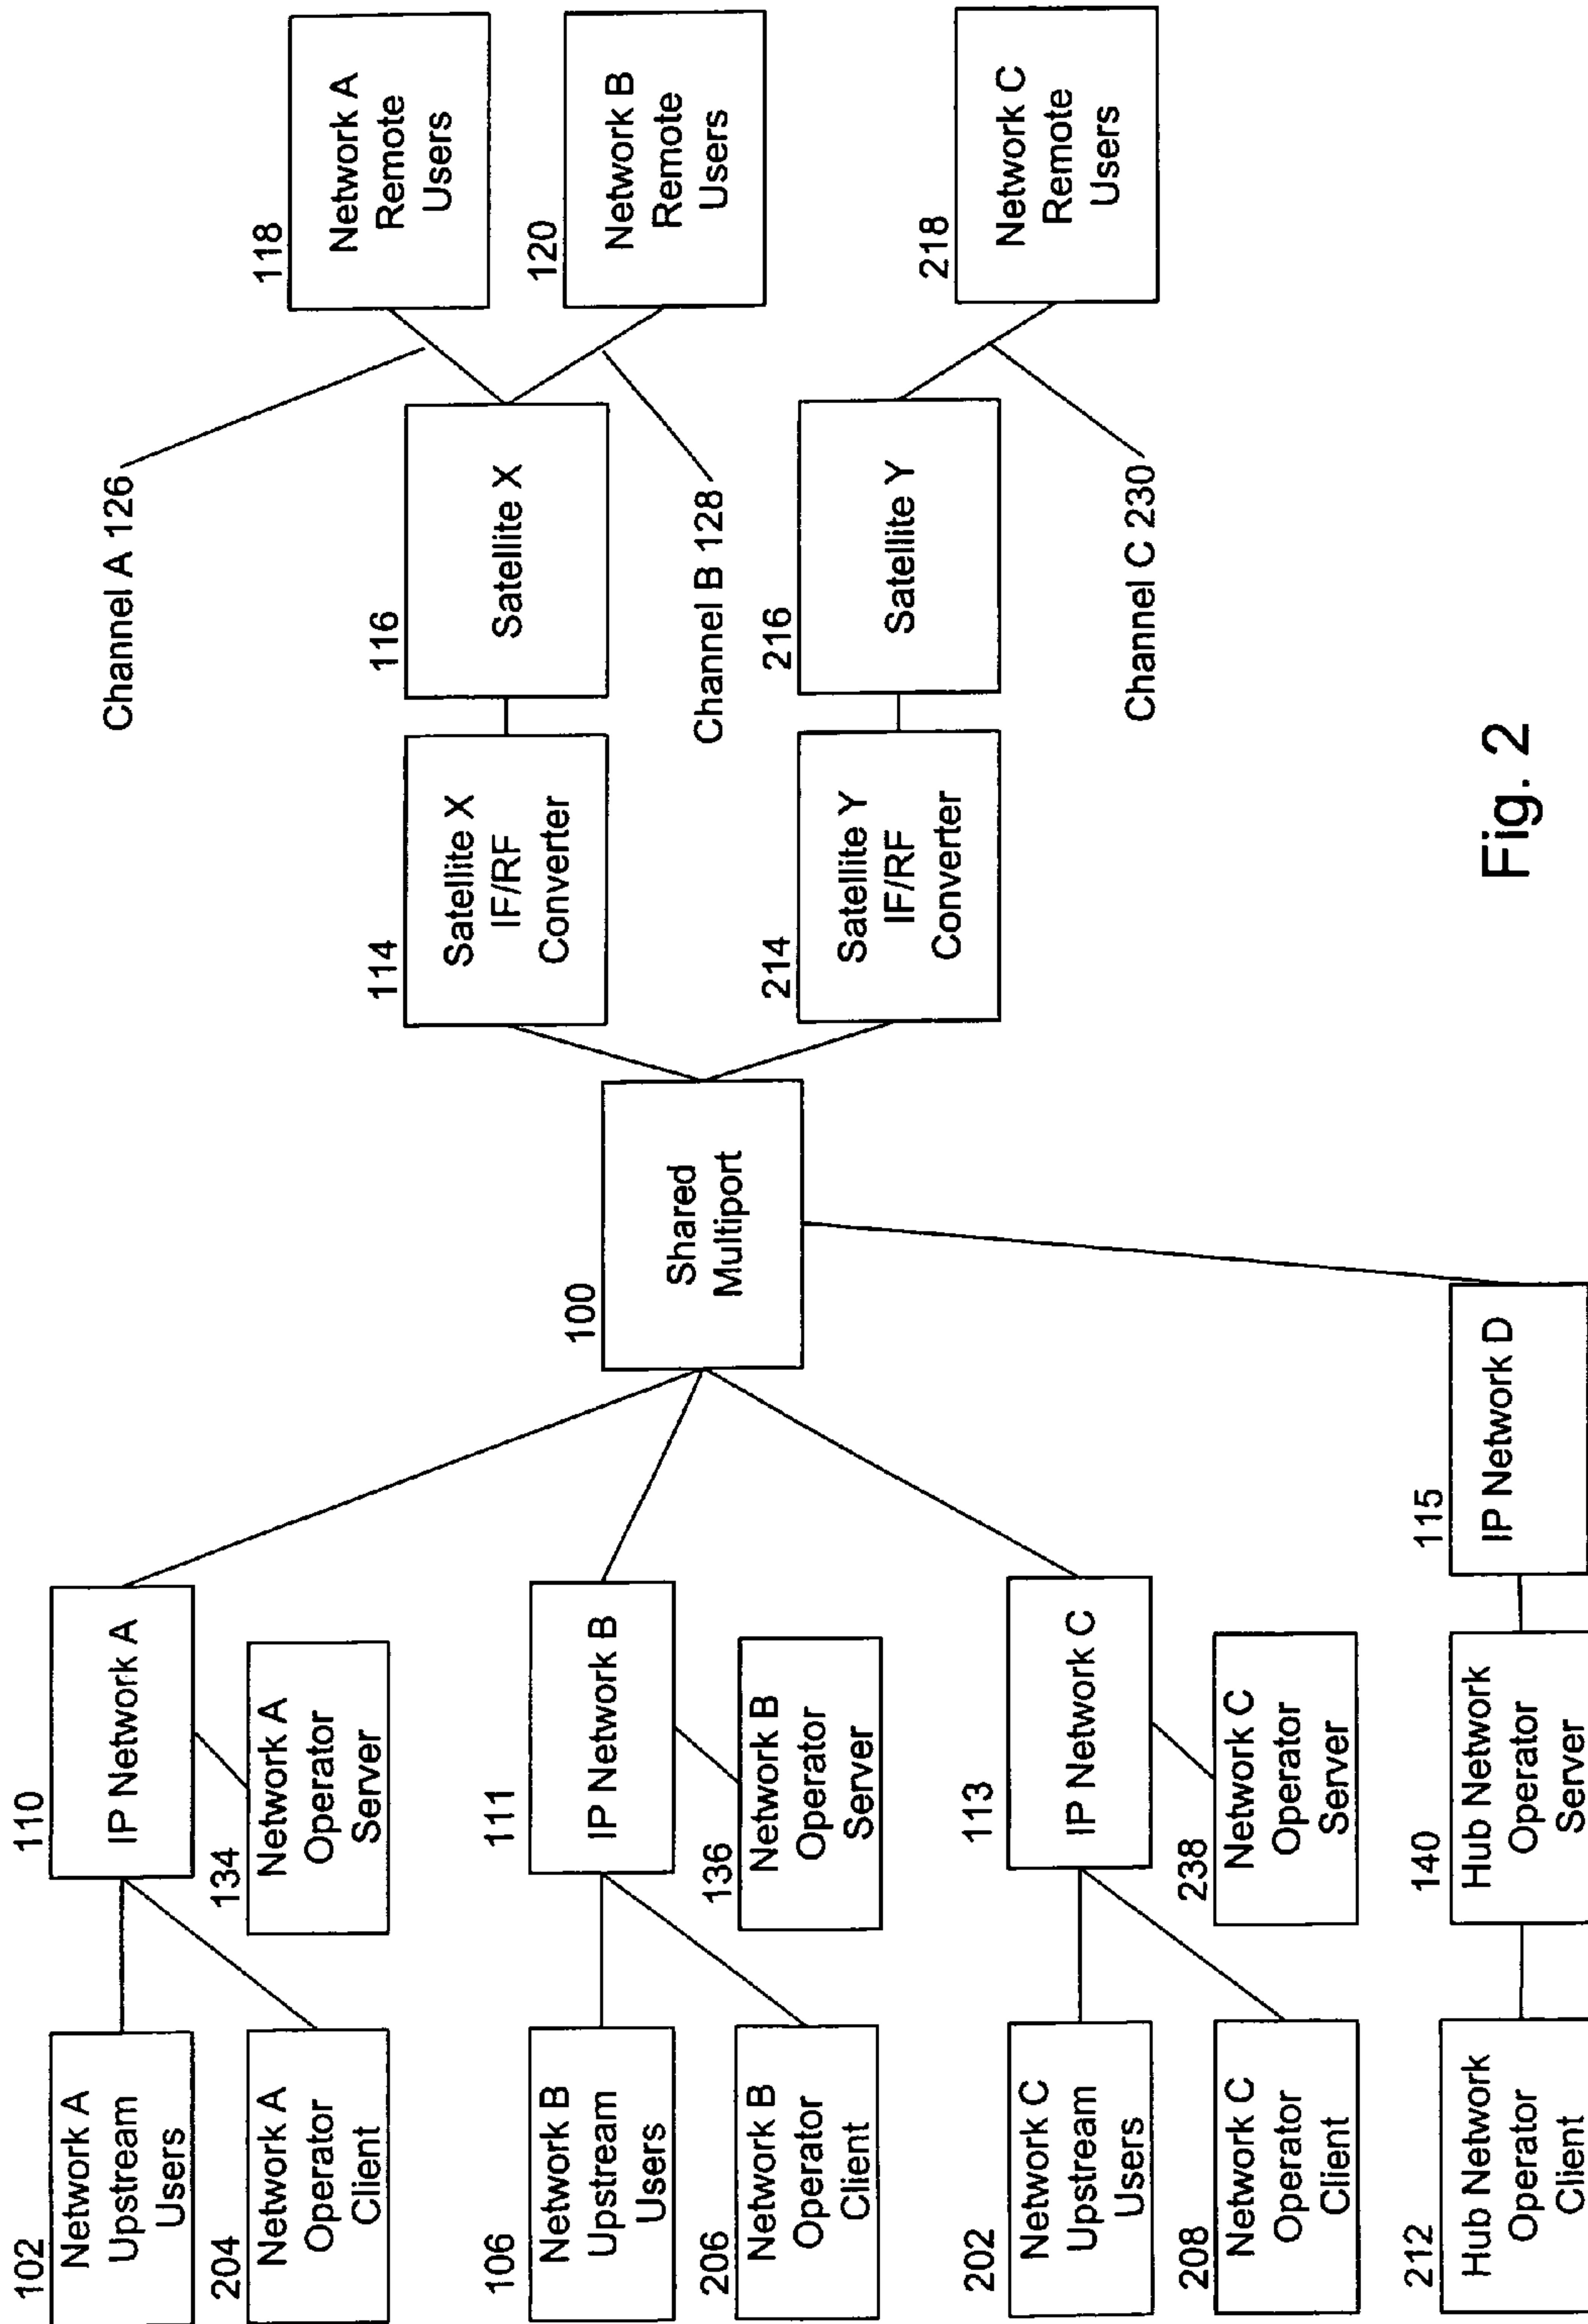 102
Network A
Upstream
Users
204
Network A
Operator
Client
110
IP Network A
134
Network A
Operator
Server
106
Network B
Upstream
Users
206
Network B
Operator
Client
111
IP Network B
136
Network B
Operator
Server
202
Network C
Upstream
Users
208
Network C
Operator
Client
113
IP Network C
238
Network C
Operator
Server
212
Hub Network
Operator
Client
140
Hub Network
Operator
Server
115
IP Network D
100
Shared
Multiport
114
Satellite X
IF/RF
Converter
116
Satellite X
214
Satellite Y
IF/RF
Converter
216
Satellite Y
Channel A 126
Channel B 128
Channel C 230
118
Network A
Remote
Users
120
Network B
Remote
Users
218
Network C
Remote
Users
Fig. 2